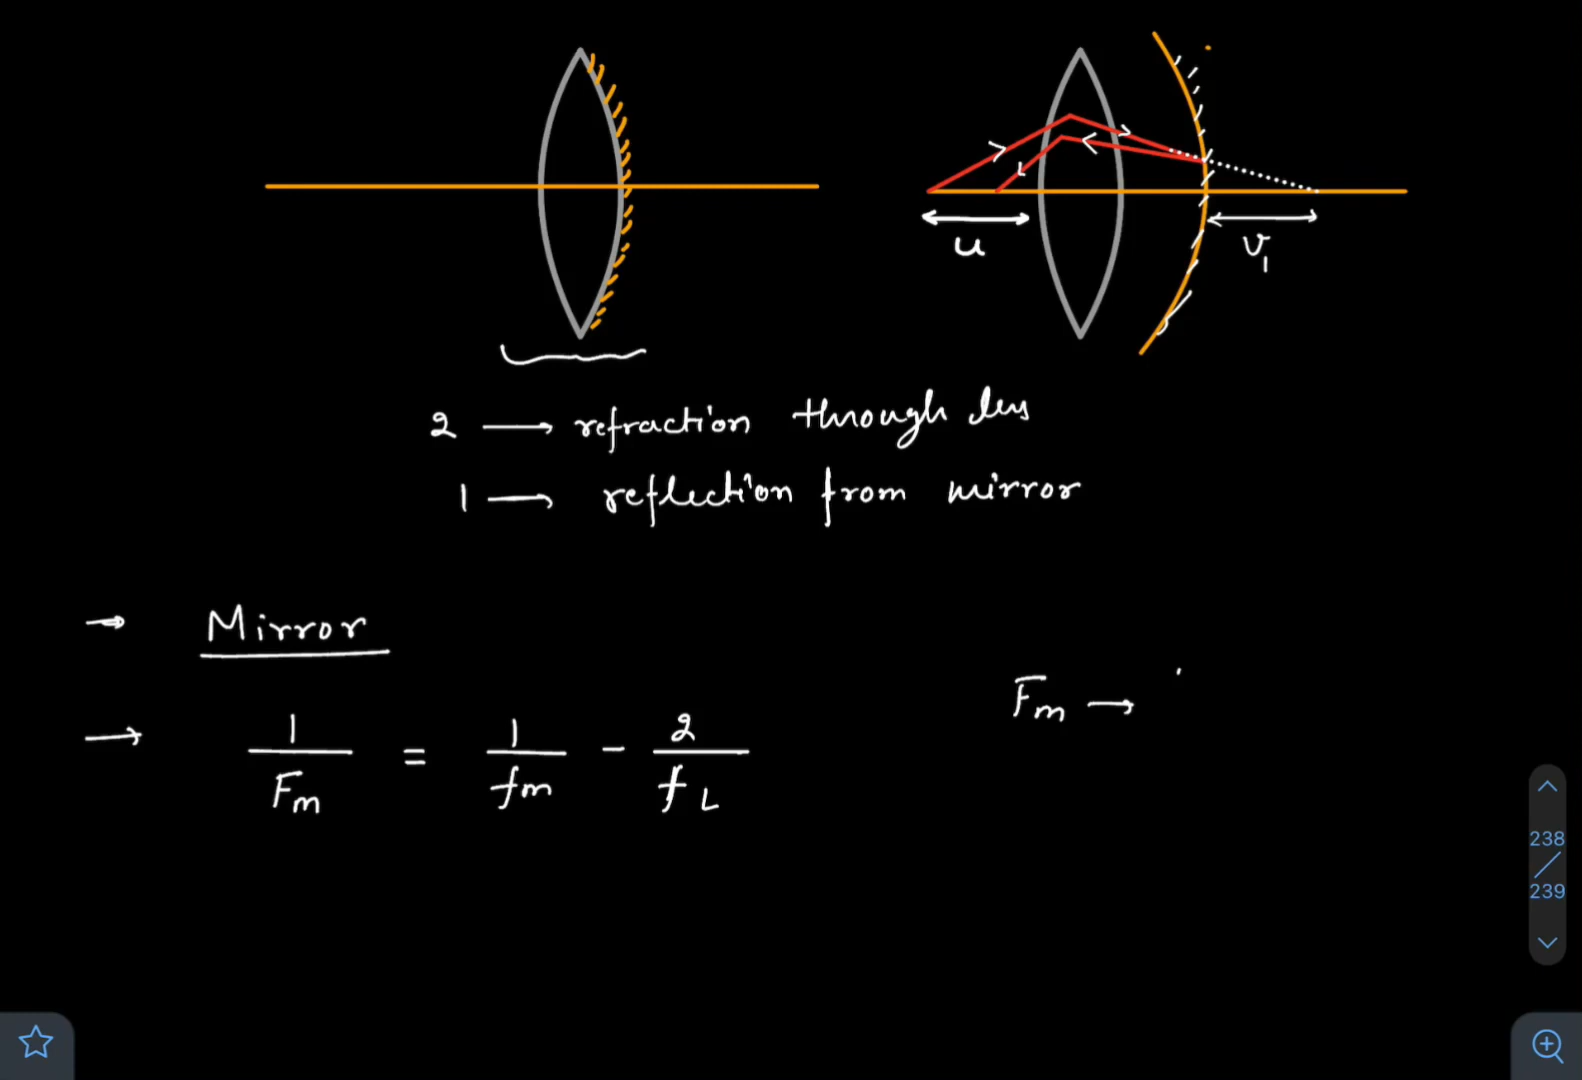 u
v₁
2 → refraction through lens
1 → reflection from mirror
→ Mirror
→ 1/Fm = 1/fm - 2/fL
Fm →
238
239